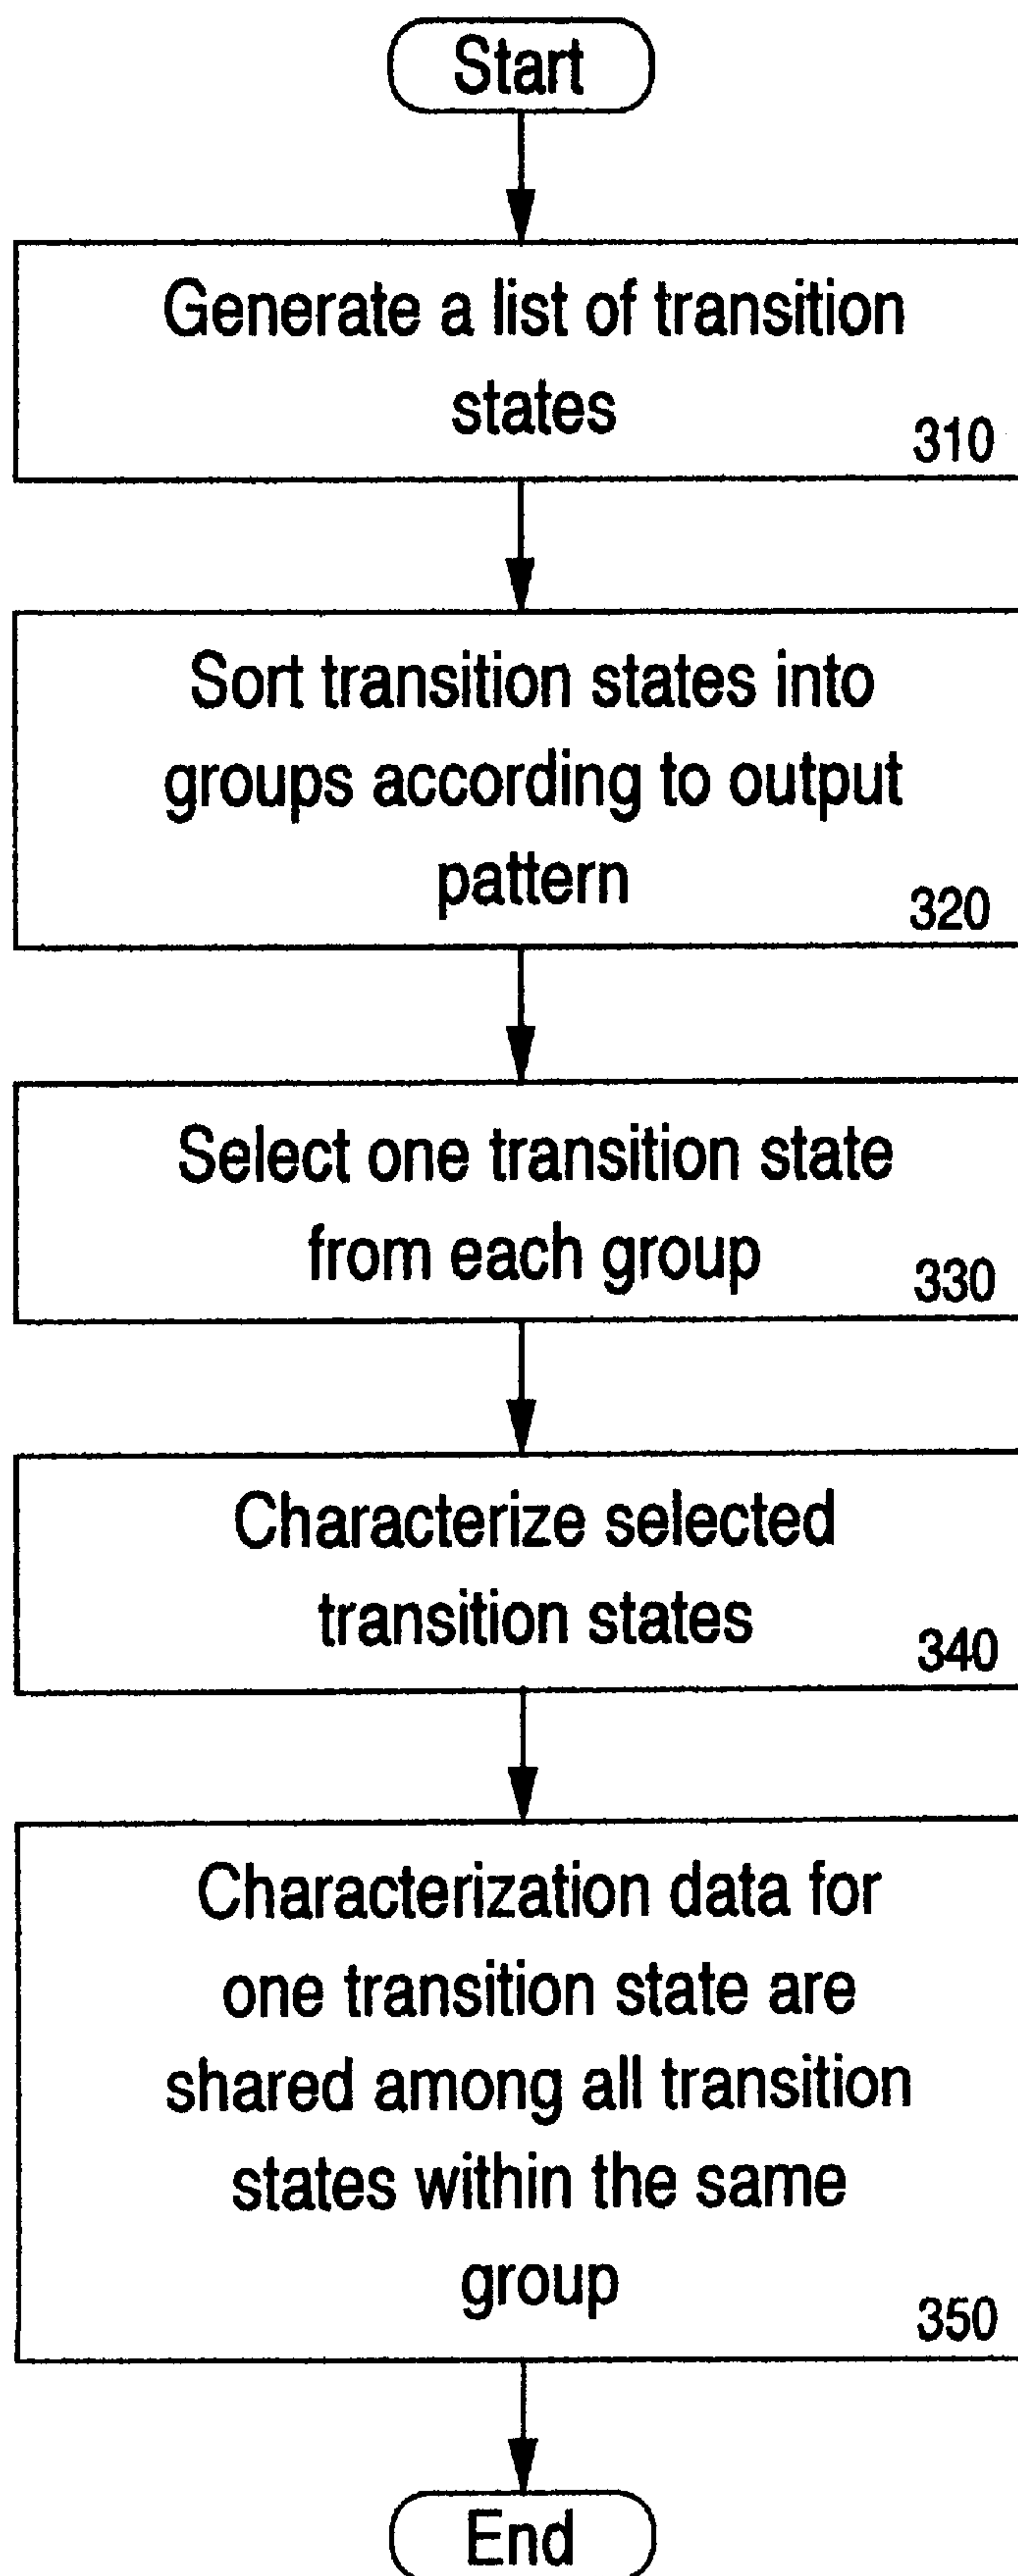 Start
Generate a list of transition
states
310
Sort transition states into
groups according to output
pattern
320
Select one transition state
from each group
330
Characterize selected
transition states
340
Characterization data for
one transition state are
shared among all transition
states within the same
group
350
End